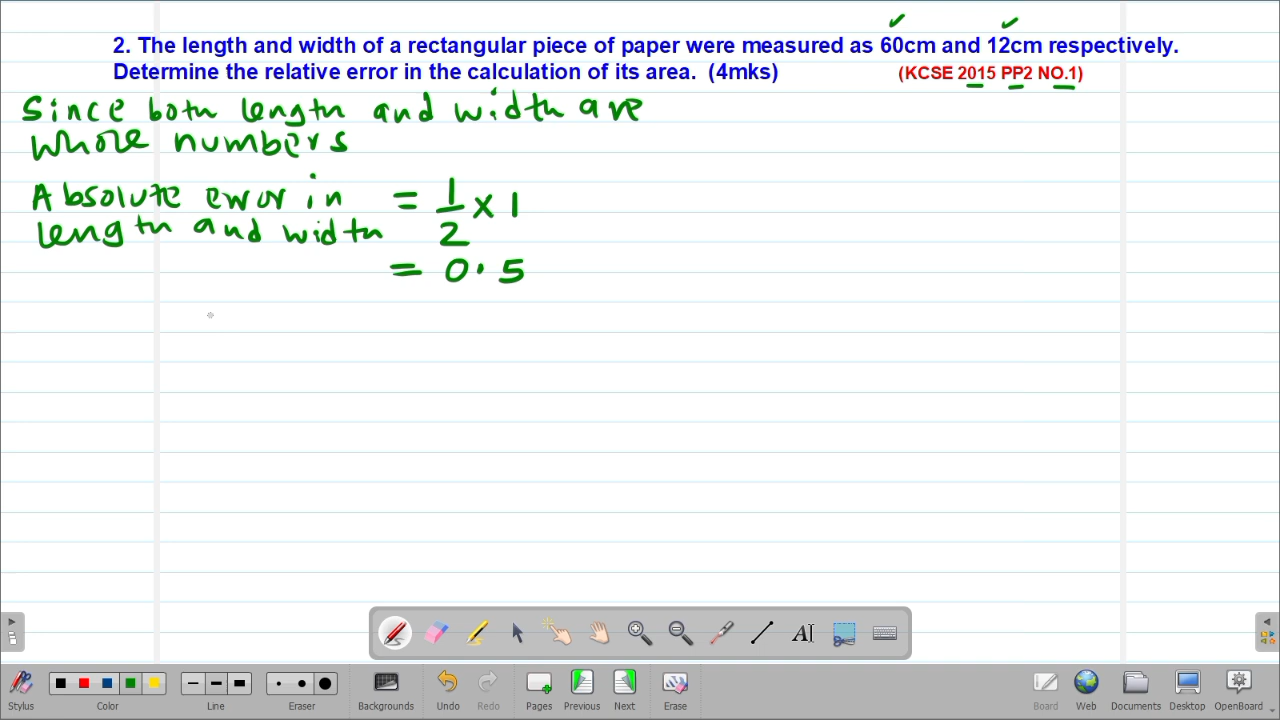 2. The length and width of a rectangular piece of paper were measured as 60cm and 12cm respectively.
Determine the relative error in the calculation of its area. (4mks) (KCSE 2015 PP2 NO.1)
Since both length and width are
whole numbers
Absolute error in
length and width
= 1/2 x 1
= 0.5
Stylus
Color
Line
Eraser
Backgrounds
Undo
Redo
Pages
Previous
Next
Erase
Board
Web
Documents
Desktop
OpenBoard